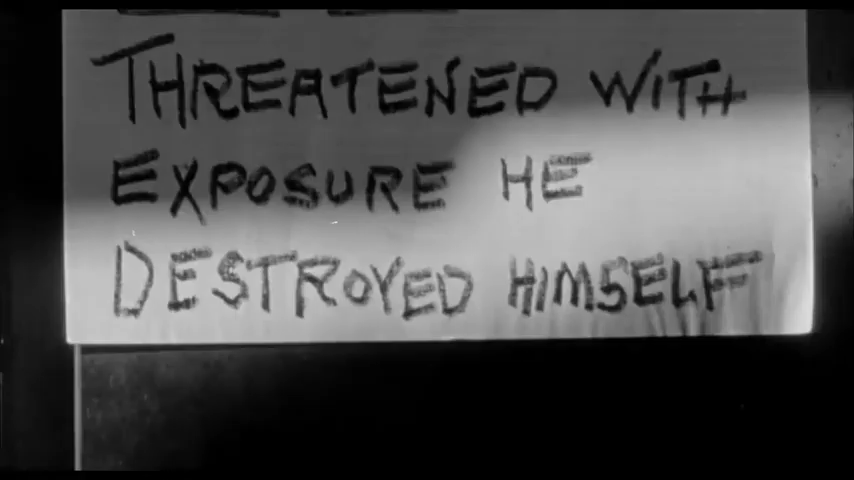 THREATENED WITH
EXPOSURE HE
DESTROYED HIMSELF